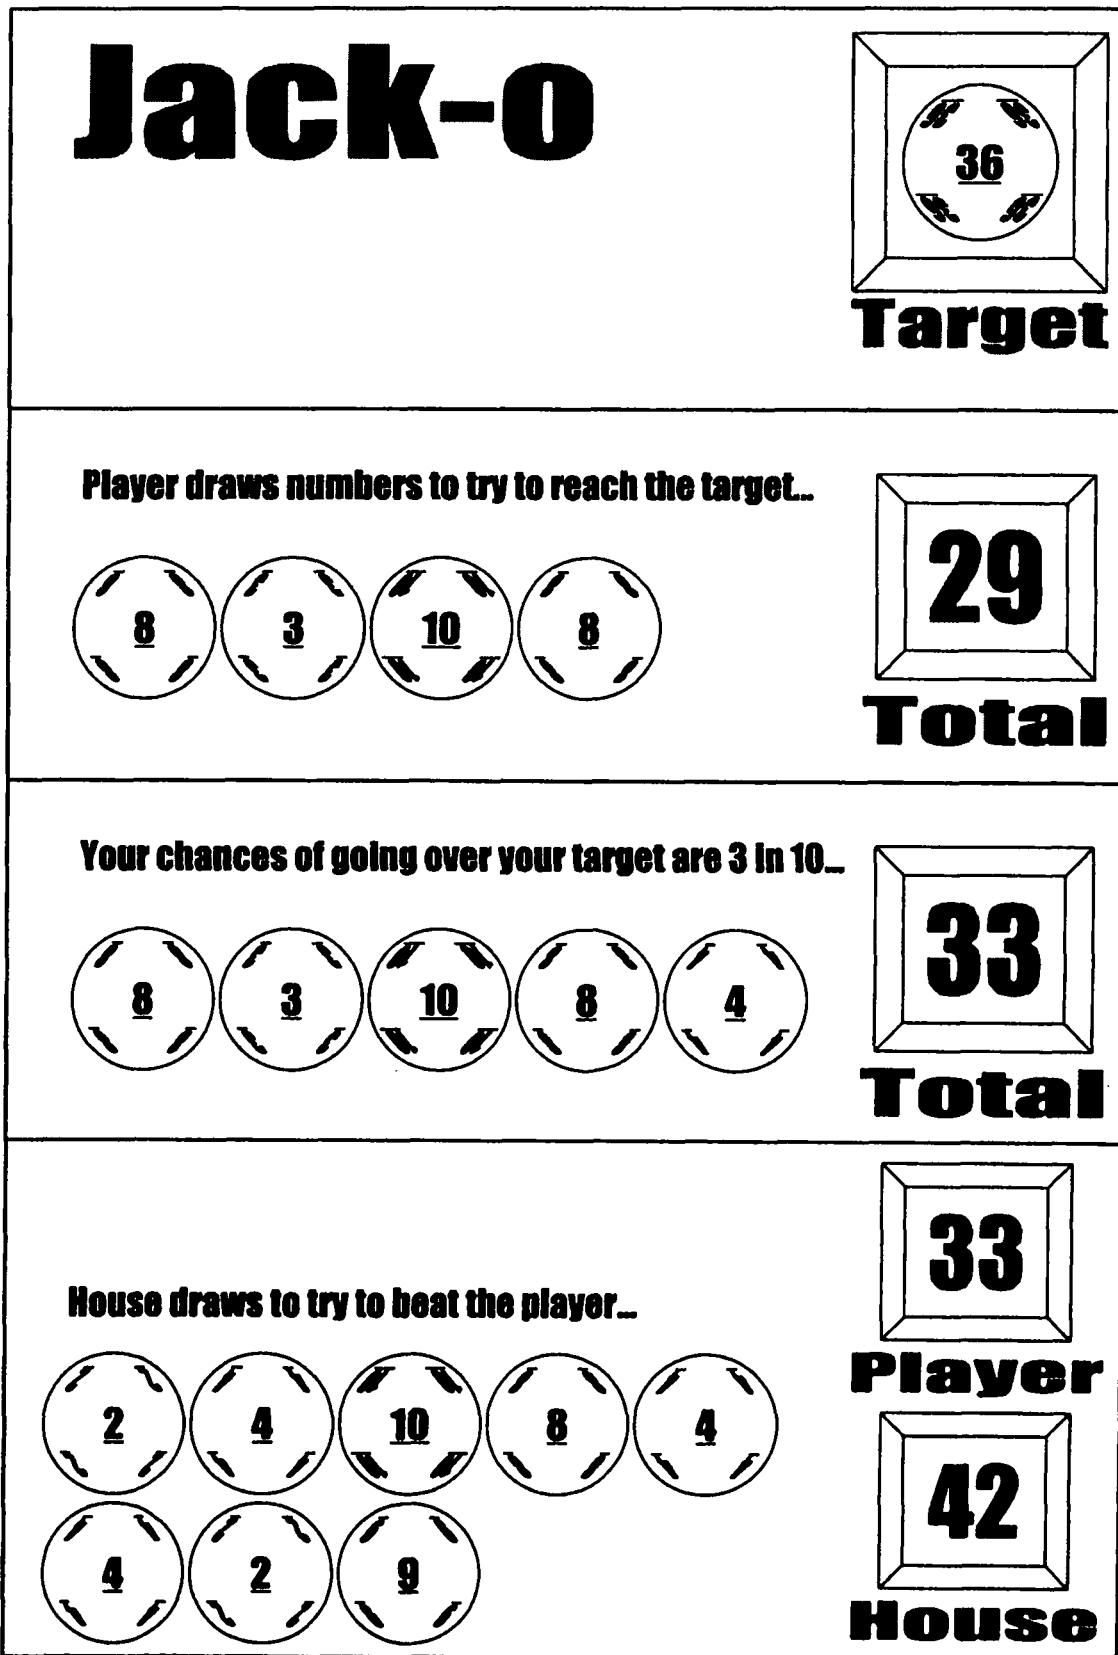 Jack-o
36
Target
Player draws numbers to try to reach the target...
8 3 10 8
29
Total
Your chances of going over your target are 3 in 10...
8 3 10 8 4
33
Total
33
Player
House draws to try to beat the player...
2 4 10 8 4
4 2 9
42
House